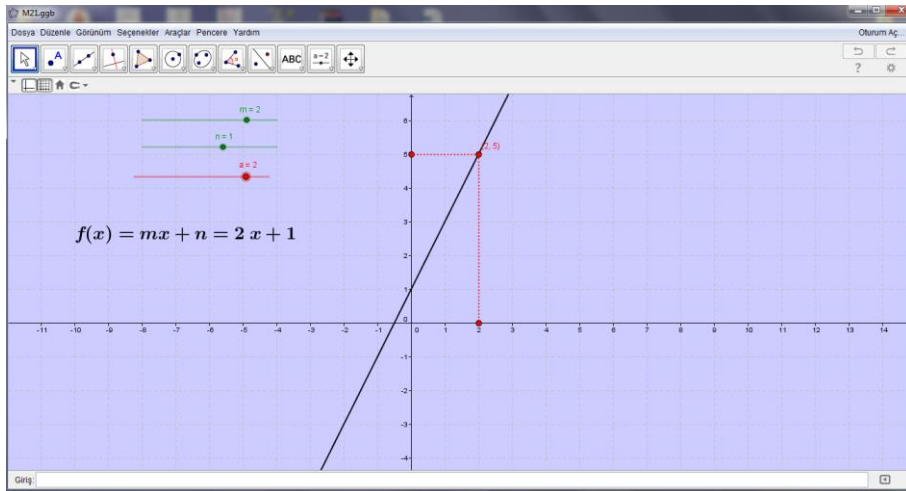 M21.ggb
Dosya Düzenle Görünüm Seçenekler Araçlar Pencere Yardım Oturum Aç...
A ABC a=2
m = 2
n = 1
a = 2
f(x) = mx + n = 2 x + 1
(2, 5)
6
5
4
3
2
1
0
-11 -10 -9 -8 -7 -6 -5 -4 -3 -2 -1 0 1 2 3 4 5 6 7 8 9 10 11 12 13 14
-1
-2
-3
-4
Giriş: